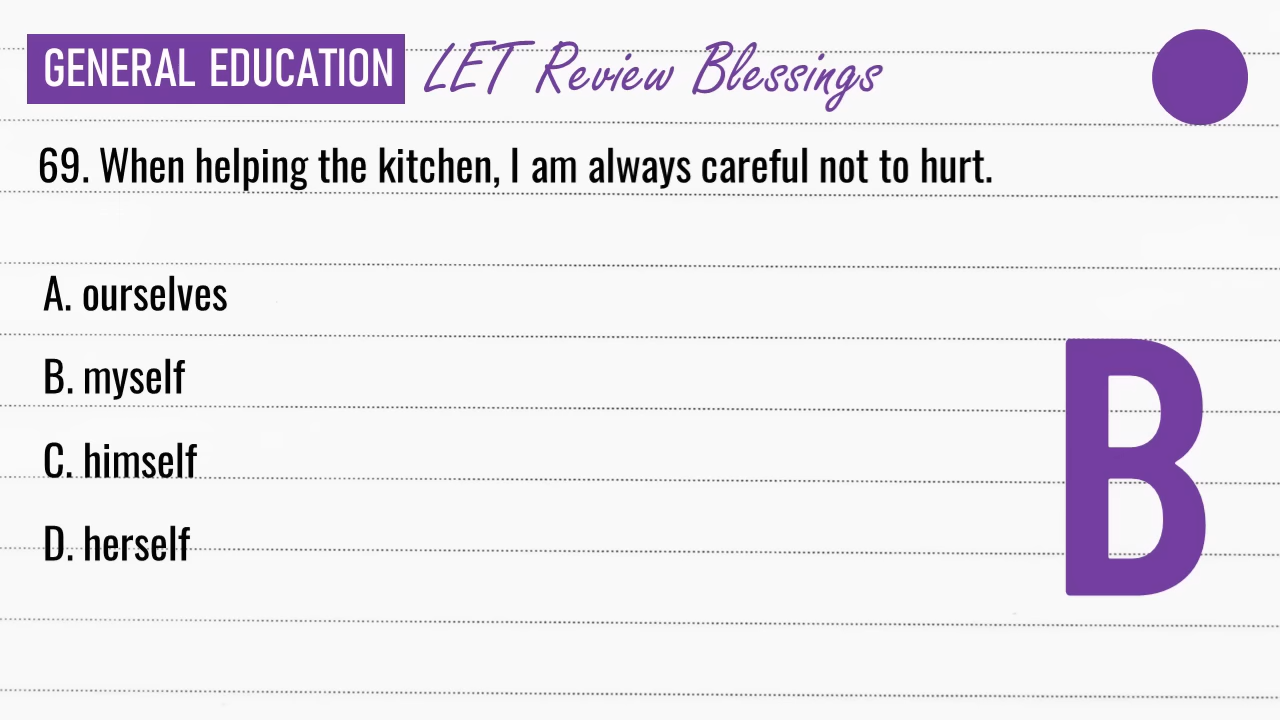 GENERAL EDUCATION LET Review Blessings
69. When helping the kitchen, I am always careful not to hurt.
A. ourselves
B. myself
C. himself
D. herself
B